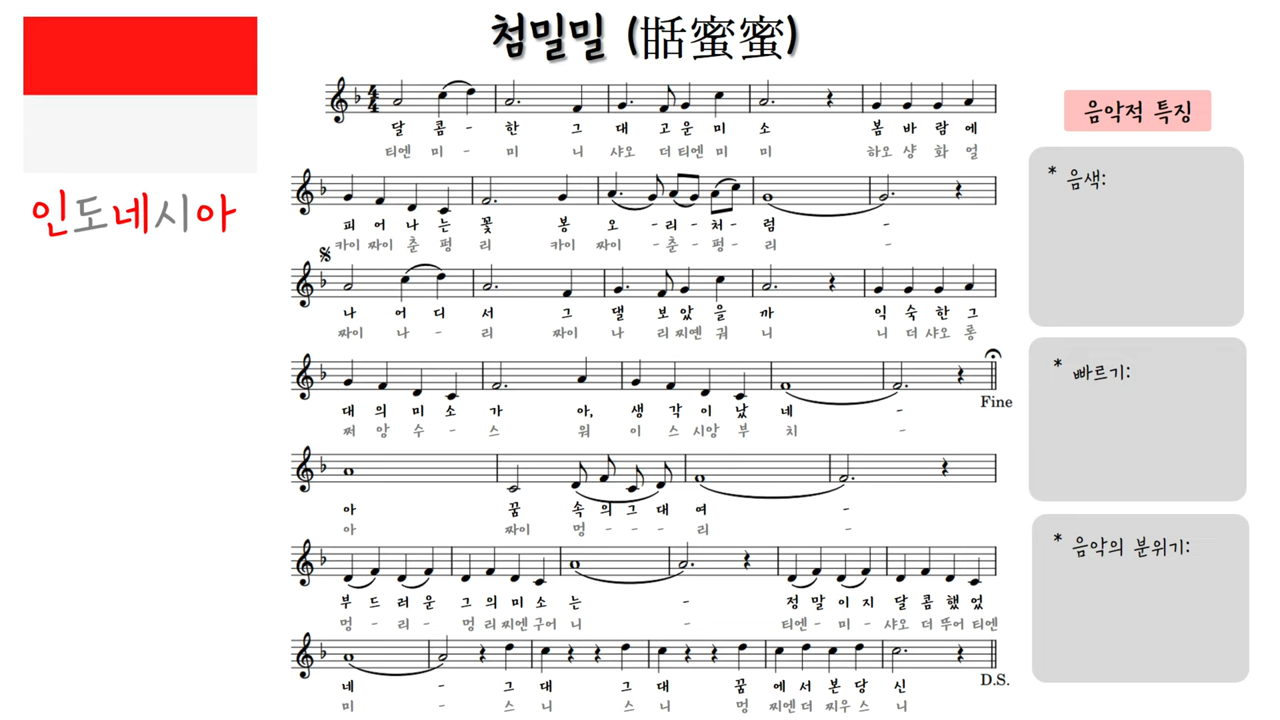 첨밀밀 (甛蜜蜜)
인도네시아
달 콤 - 한 그 대 고 운 미 소 봄 바 람 에
티엔 미 - 미 니 샤오 더 티엔 미 미 하오 샹 화 얼
피 어 나 는 꽃 봉 오 - 리 - 처 - 럼 -
카이 짜이 춘 펑 리 카이 짜이 - 춘 - 펑 - 리 -
나 어 디 서 그 댈 보 았 을 까 익 숙 한 그
짜이 나 - 리 짜이 나 리 찌옌 궈 니 니 더 샤오 롱
대 의 미 소 가 아, 생 각 이 났 네 -
Fine
쩌 양 수 - 스 워 이 스 시앙 부 치 -
아 꿈 속 의 그 대 여 -
아 짜이 멍 - - - 리 -
부 드 러 운 그 의 미 소 는 - 정 말 이 지 달 콤 했 었
멍 - 리 - 멍 리 찌엔 구어 니 - 티엔 - 미 - 샤오 더 뚜어 티엔
D.S.
네 - 그 대 그 대 꿈 에 서 본 당 신
미 - 스 니 스 니 멍 찌엔 더 찌우 스 니
음악적 특징
* 음색:
* 빠르기:
* 음악의 분위기: